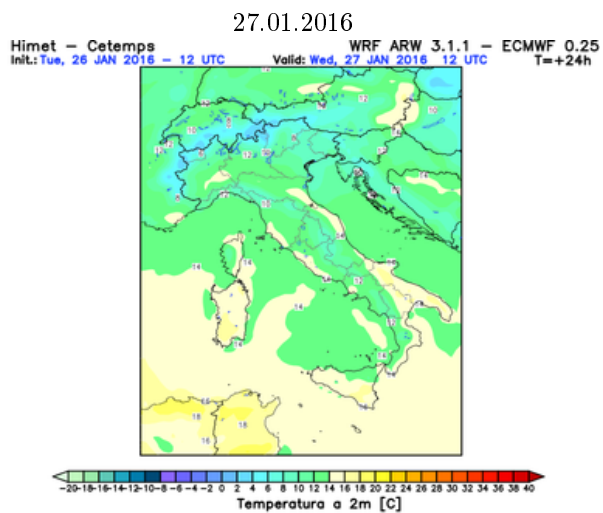 27.01.2016
Himet – Cetemps WRF ARW 3.1.1 – ECMWF 0.25
Init.: Tue, 26 JAN 2016 – 12 UTC Valid: Wed, 27 JAN 2016 12 UTC T=+24h
-20-18-16-14-12-10-8 -6 -4 -2 0 2 4 6 8 10 12 14 16 18 20 22 24 26 28 30 32 34 36 38 40
Temperatura a 2m [C]